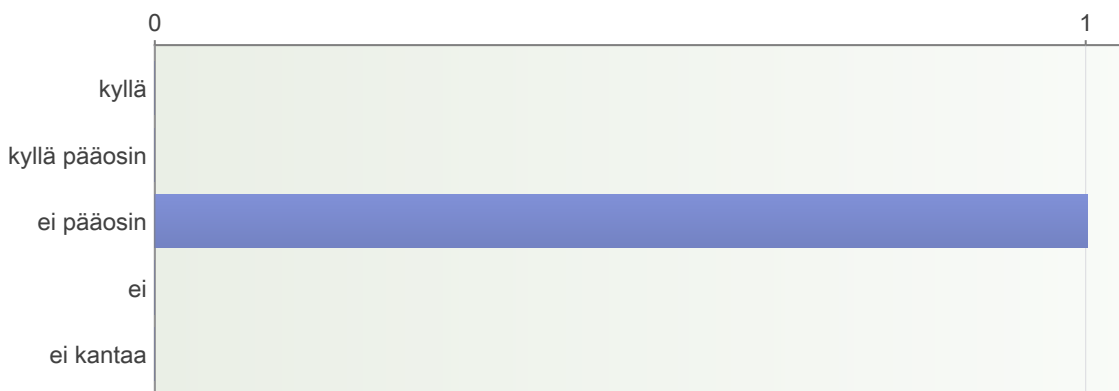 0 1
kyllä
kyllä pääosin
ei pääosin
ei
ei kantaa